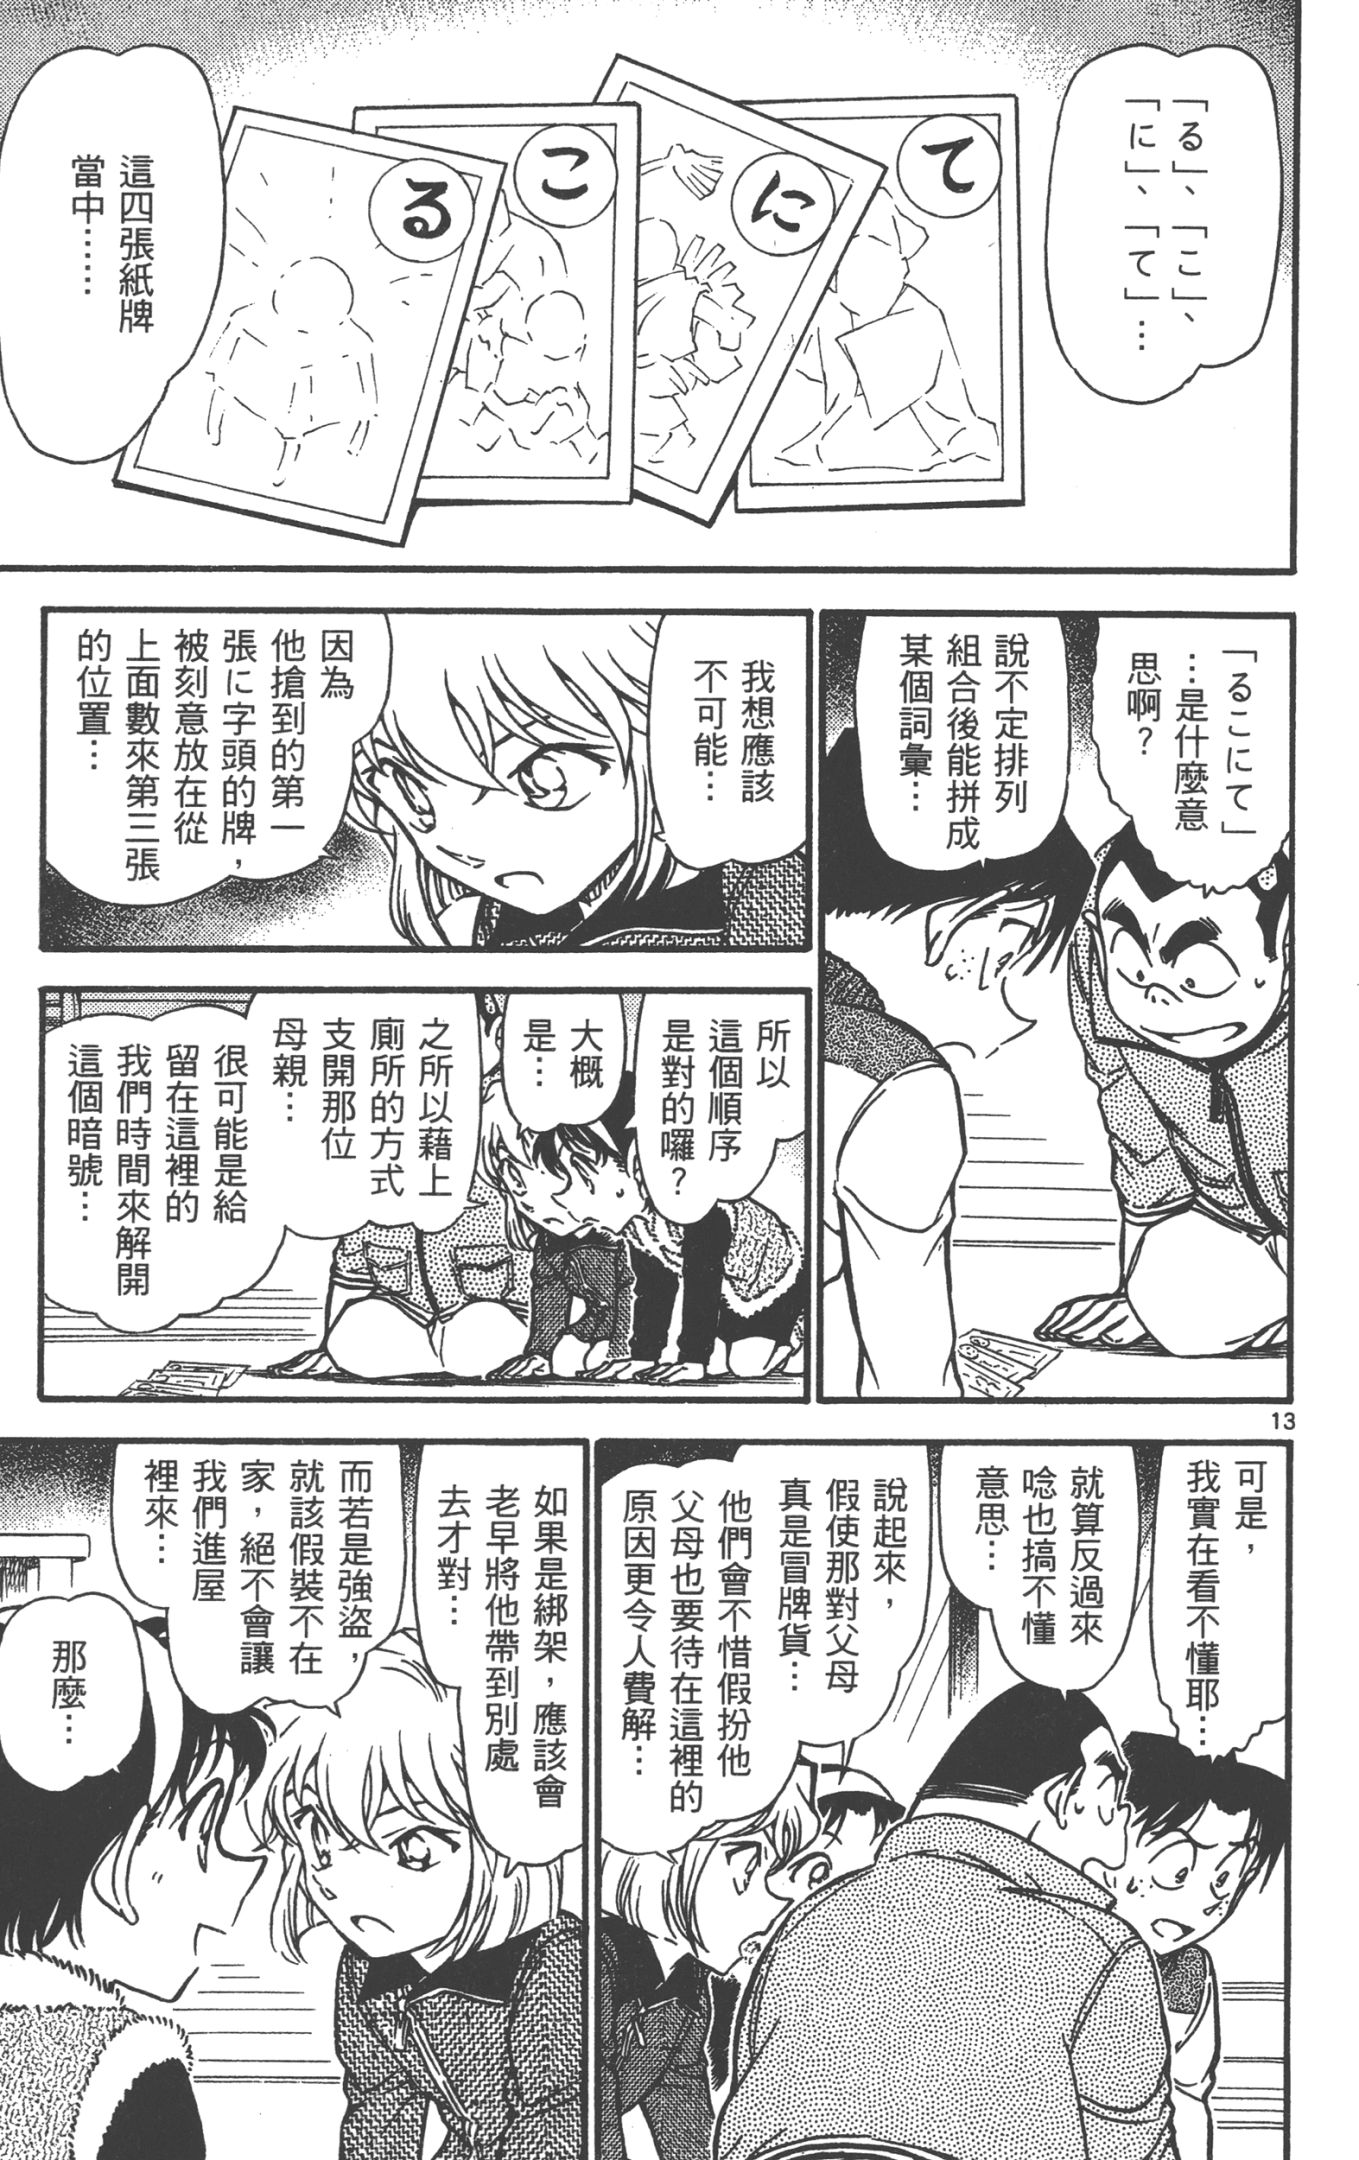 「る」、「こ」、
「に」、「て」…
て
に
こ
る
這四張紙牌
當中……
「るこにて」
…是什麼意
思啊？
說不定排列
組合後能拼成
某個詞彙…
我想應該
不可能…
因為
他搶到的第一
張に字頭的牌，
被刻意放在從
上面數來第三張
的位置…
所以
這個順序
是對的囉？
大概
是…
之所以藉上
廁所的方式
支開那位
母親…
很可能是給
留在這裡的
我們時間來解開
這個暗號…
13
可是，
我實在看不懂耶…
就算反過來
唸也搞不懂
意思…
說起來，
假使那對父母
真是冒牌貨…
他們會不惜假扮他
父母也要待在這裡的
原因更令人費解…
如果是綁架，應該會
老早將他帶到別處
去才對…
而若是強盜，
就該假裝不在
家，絕不會讓
我們進屋
裡來…
那麼…